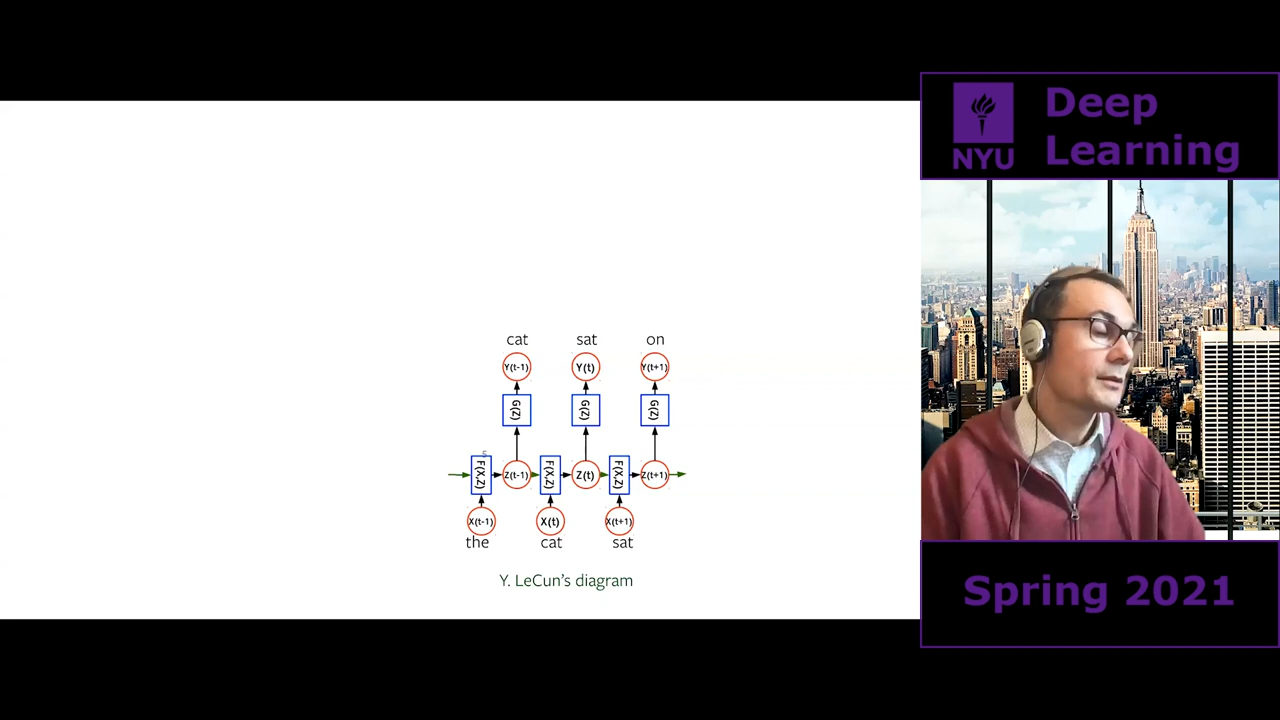 cat sat on
Y(t-1) Y(t) Y(t+1)
G(Z) G(Z) G(Z)
F(X,Z) Z(t-1) F(X,Z) Z(t) F(X,Z) Z(t+1)
X(t-1) X(t) X(t+1)
the cat sat
Y. LeCun's diagram
NYU
Deep
Learning
Spring 2021